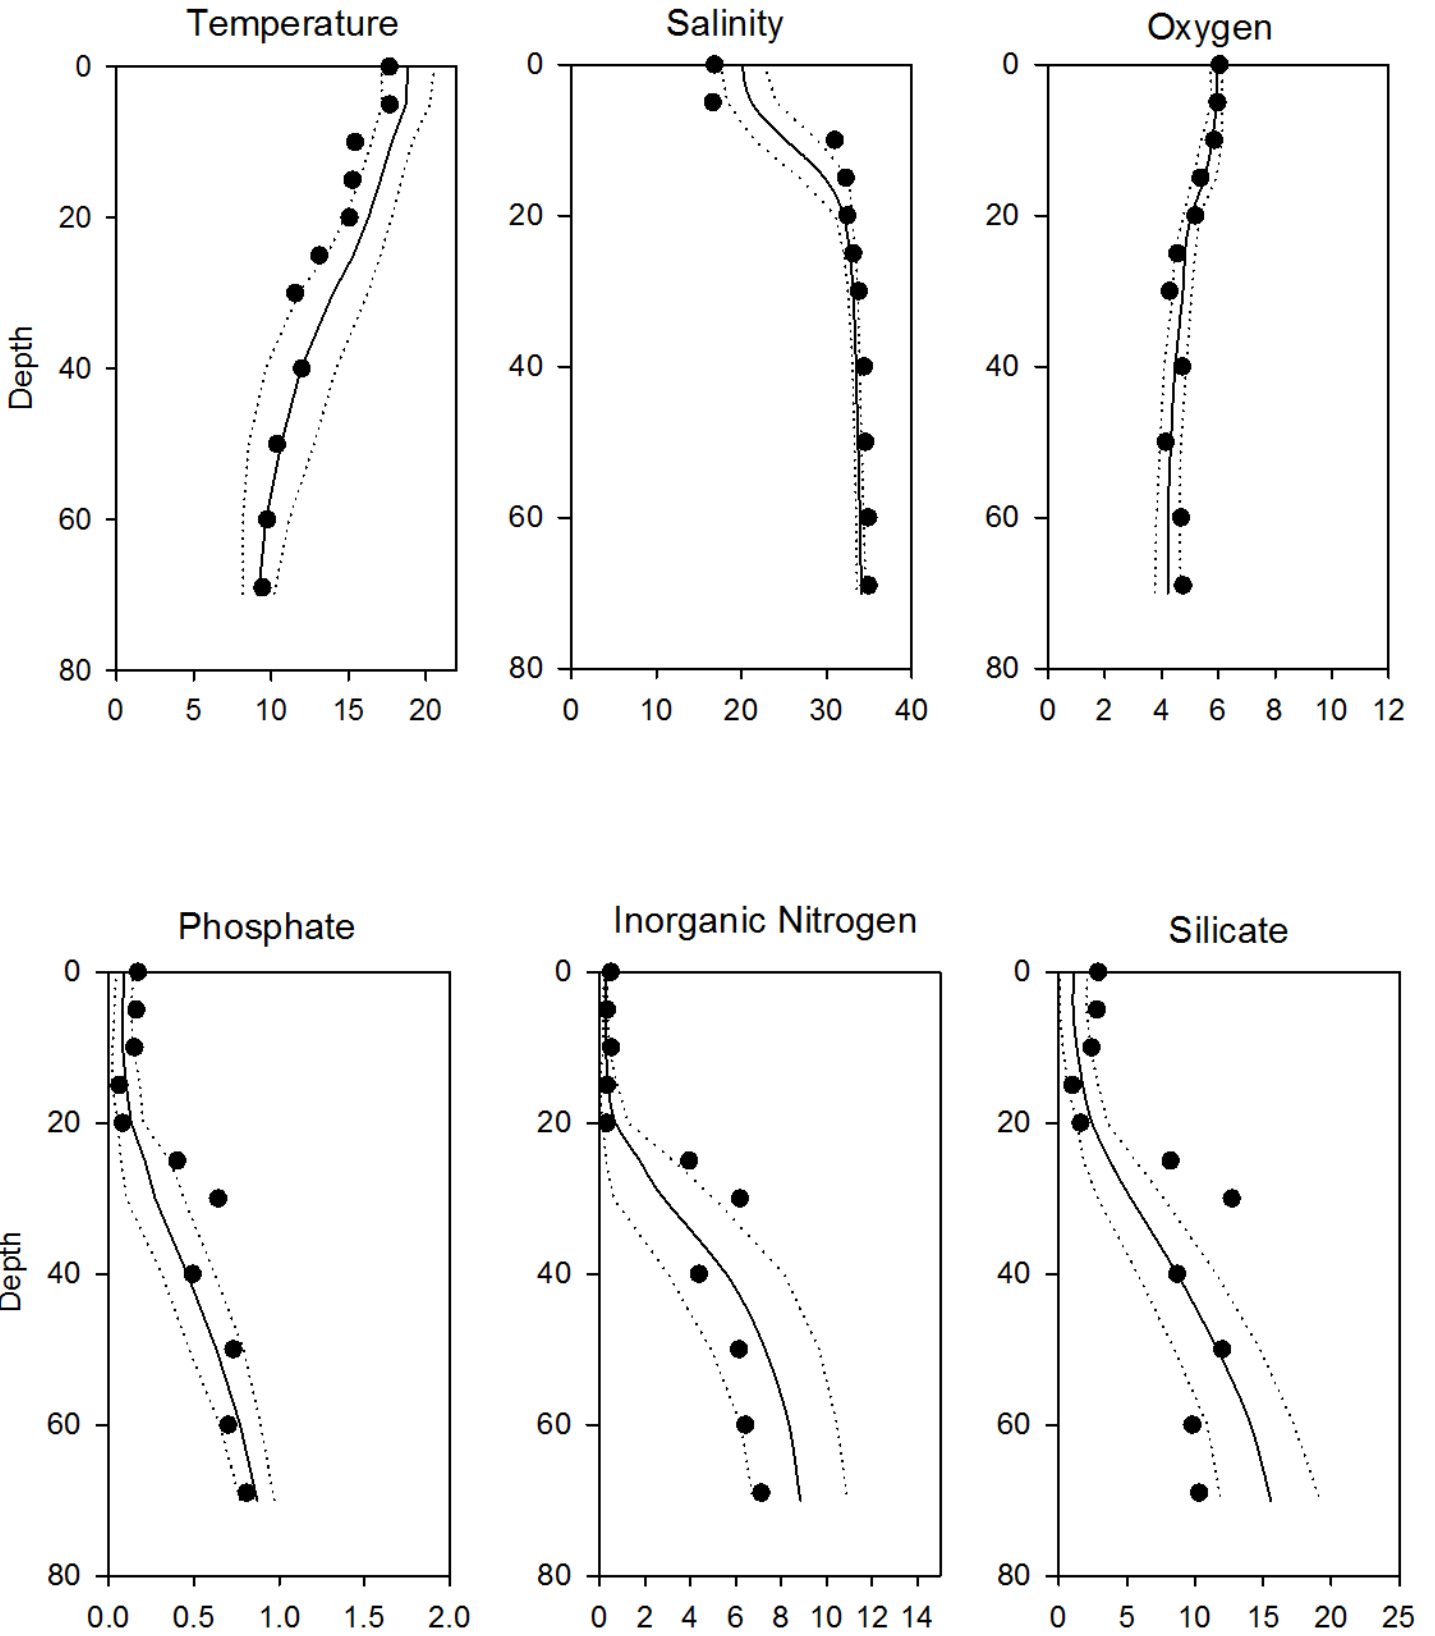 Temperature Salinity Oxygen
0 0 0
20 20 20
40 40 40
Depth
60 60 60
80 80 80
0 5 10 15 20 0 10 20 30 40 0 2 4 6 8 10 12
Phosphate Inorganic Nitrogen Silicate
0 0 0
20 20 20
40 40 40
Depth
60 60 60
80 80 80
0.0 0.5 1.0 1.5 2.0 0 2 4 6 8 10 12 14 0 5 10 15 20 25